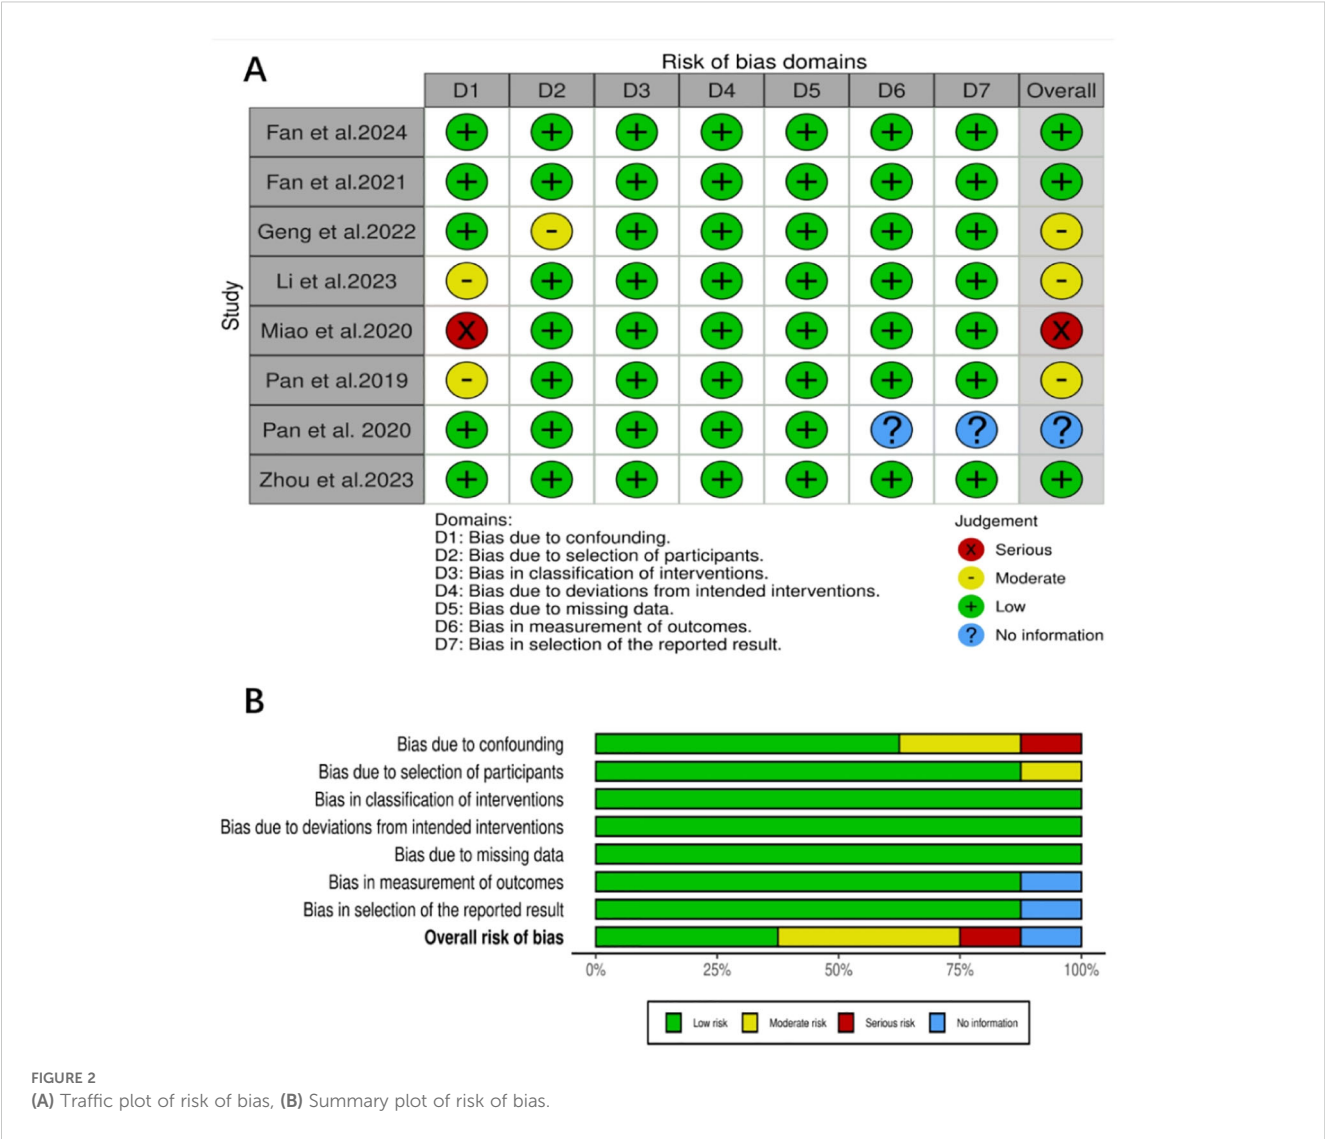 A
Risk of bias domains
D1 D2 D3 D4 D5 D6 D7 Overall
Study
Fan et al.2024 + + + + + + + +
Fan et al.2021 + + + + + + + +
Geng et al.2022 + - + + + + + -
Li et al.2023 - + + + + + + -
Miao et al.2020 X + + + + + + X
Pan et al.2019 - + + + + + + -
Pan et al. 2020 + + + + + ? ? ?
Zhou et al.2023 + + + + + + + +
Domains:
D1: Bias due to confounding.
D2: Bias due to selection of participants.
D3: Bias in classification of interventions.
D4: Bias due to deviations from intended interventions.
D5: Bias due to missing data.
D6: Bias in measurement of outcomes.
D7: Bias in selection of the reported result.
Judgement
X Serious
- Moderate
+ Low
? No information
B
Bias due to confounding
Bias due to selection of participants
Bias in classification of interventions
Bias due to deviations from intended interventions
Bias due to missing data
Bias in measurement of outcomes
Bias in selection of the reported result
Overall risk of bias
0% 25% 50% 75% 100%
Low risk Moderate risk Serious risk No information
FIGURE 2
(A) Traffic plot of risk of bias, (B) Summary plot of risk of bias.